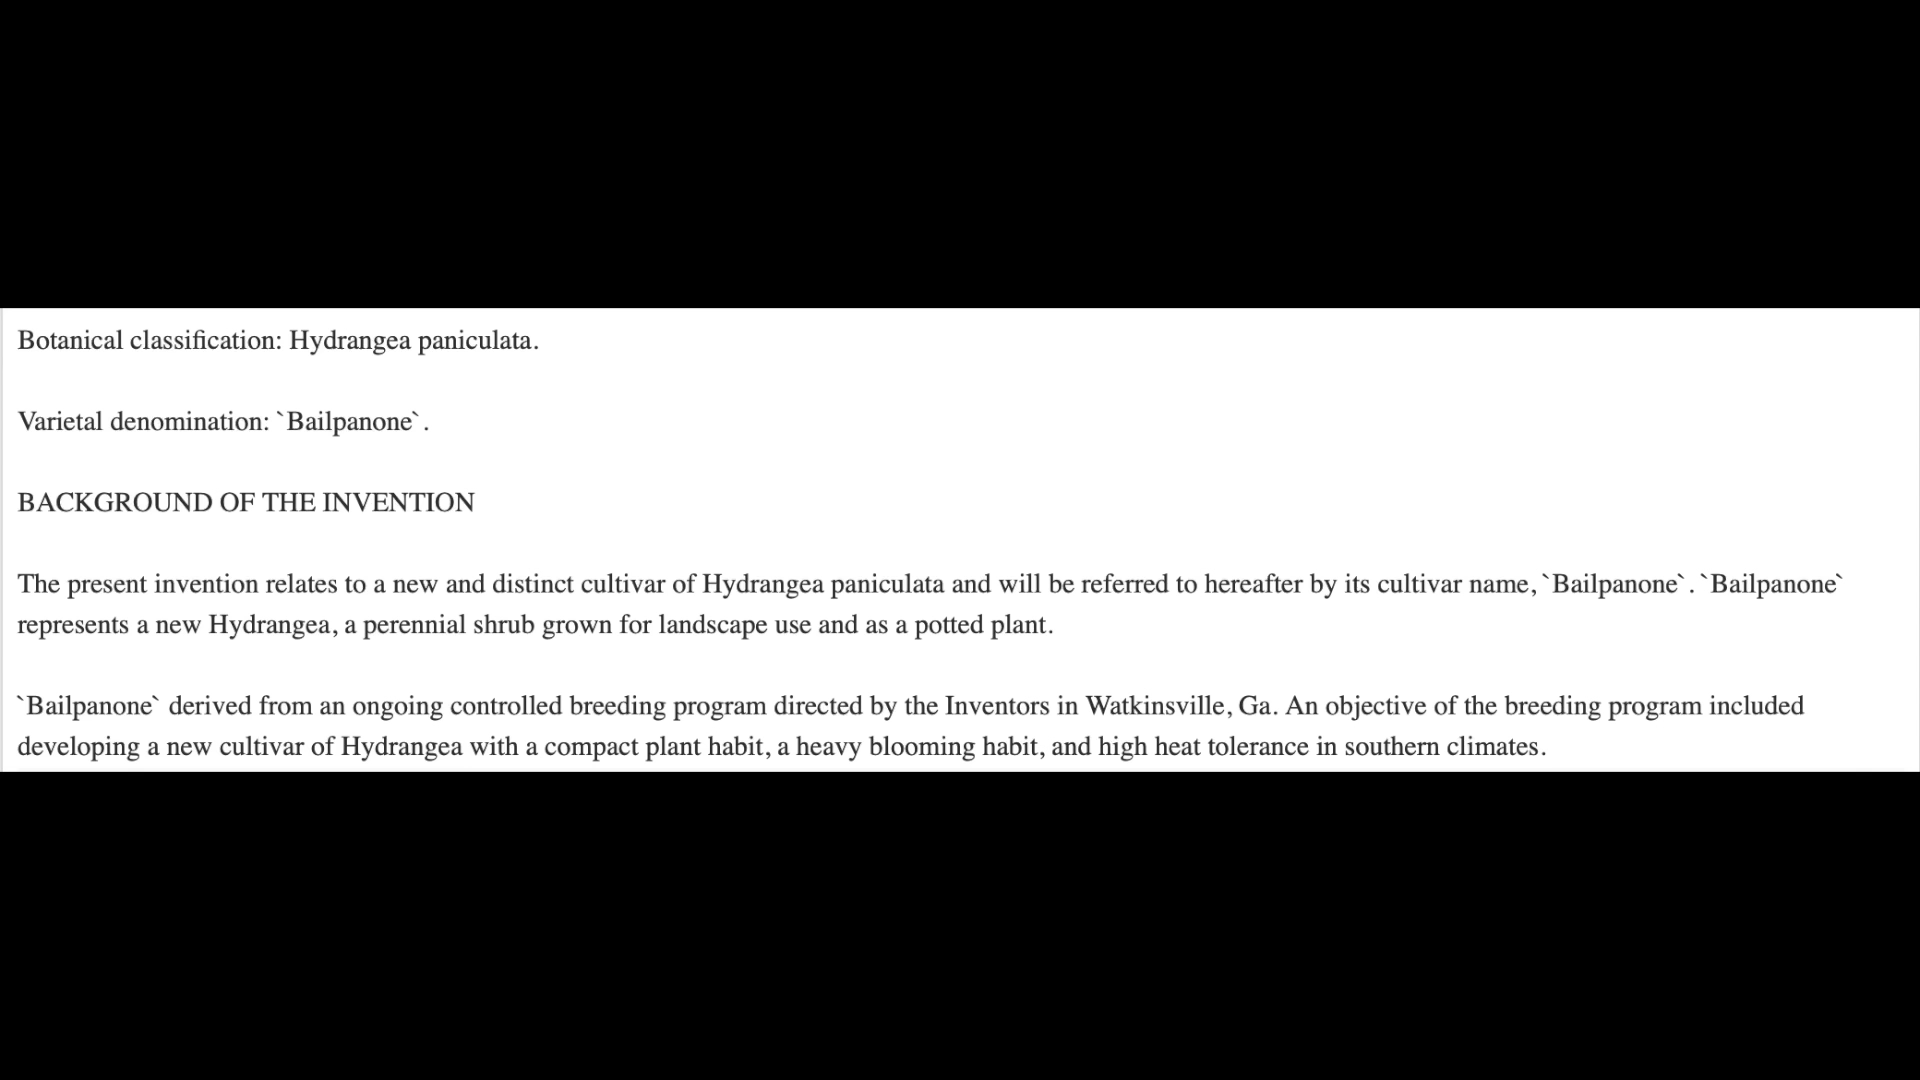 Botanical classification: Hydrangea paniculata.
Varietal denomination: `Bailpanone`.
BACKGROUND OF THE INVENTION
The present invention relates to a new and distinct cultivar of Hydrangea paniculata and will be referred to hereafter by its cultivar name, `Bailpanone`. `Bailpanone`
represents a new Hydrangea, a perennial shrub grown for landscape use and as a potted plant.
`Bailpanone` derived from an ongoing controlled breeding program directed by the Inventors in Watkinsville, Ga. An objective of the breeding program included
developing a new cultivar of Hydrangea with a compact plant habit, a heavy blooming habit, and high heat tolerance in southern climates.